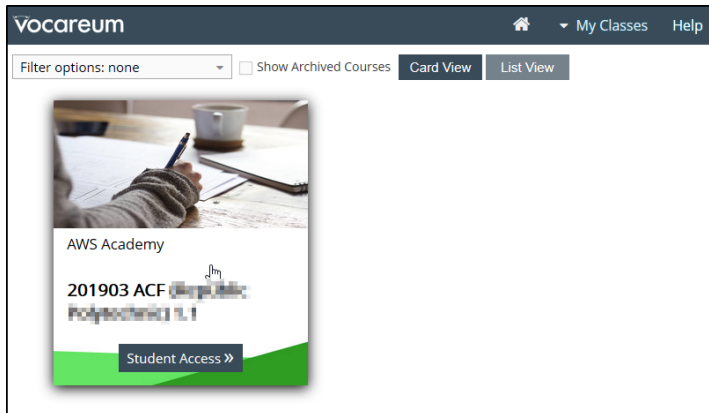 Vocareum
My Classes
Help
Filter options: none
Show Archived Courses
Card View
List View
AWS Academy
201903 ACF
Student Access »